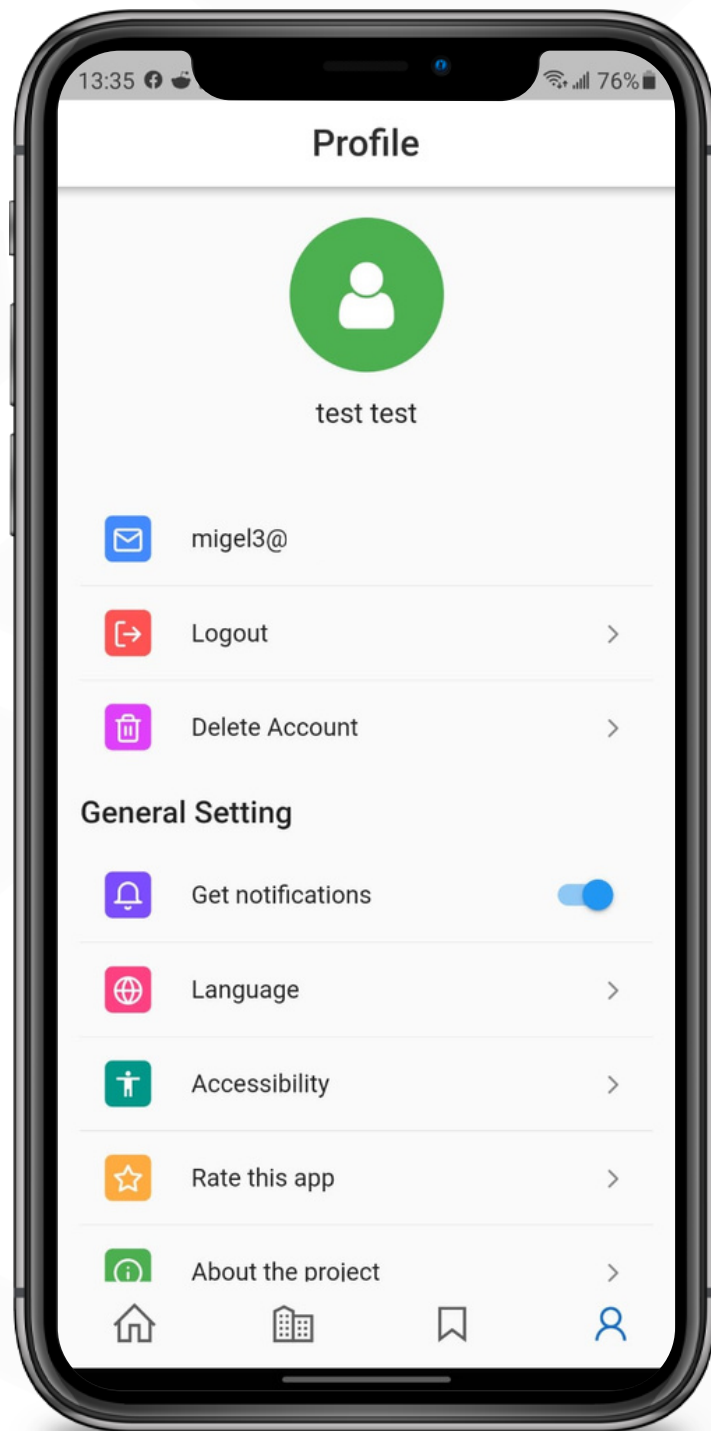 13:35
76%
Profile
test test
migel3@
Logout
Delete Account
General Setting
Get notifications
Language
Accessibility
Rate this app
About the project